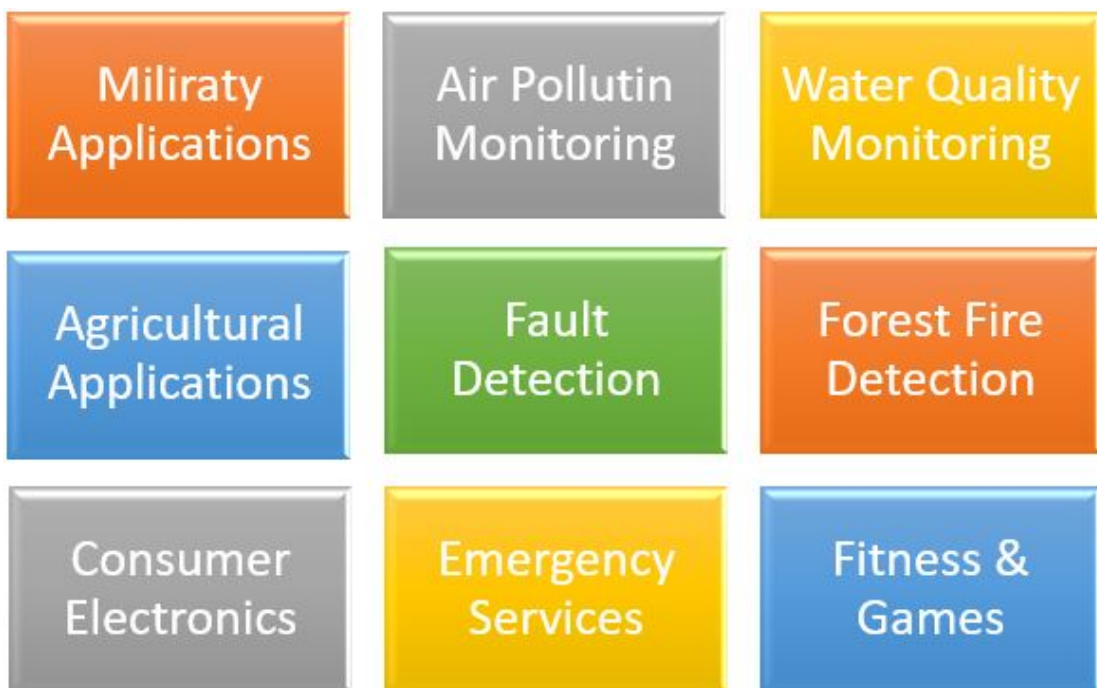 Miliraty
Applications
Air Pollutin
Monitoring
Water Quality
Monitoring
Agricultural
Applications
Fault
Detection
Forest Fire
Detection
Consumer
Electronics
Emergency
Services
Fitness &
Games